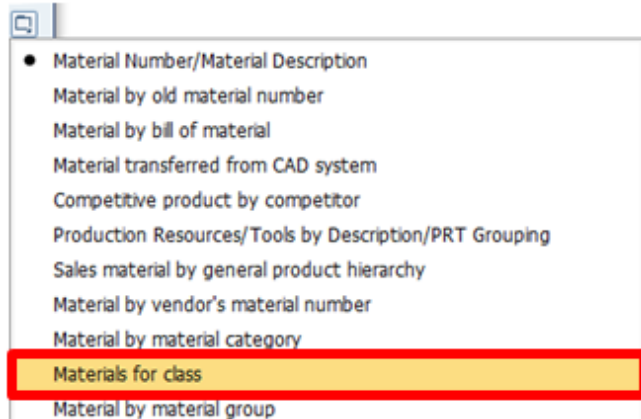 Material Number/Material Description
Material by old material number
Material by bill of material
Material transferred from CAD system
Competitive product by competitor
Production Resources/Tools by Description/PRT Grouping
Sales material by general product hierarchy
Material by vendor's material number
Material by material category
Materials for class
Material by material group